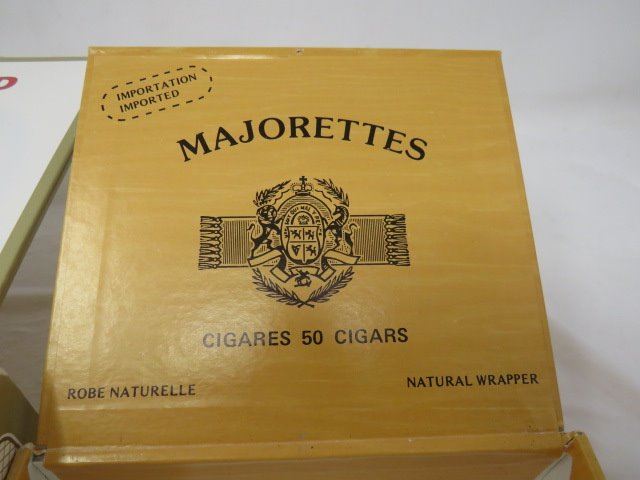 IMPORTATION
IMPORTED
MAJORETTES
CIGARES 50 CIGARS
ROBE NATURELLE
NATURAL WRAPPER